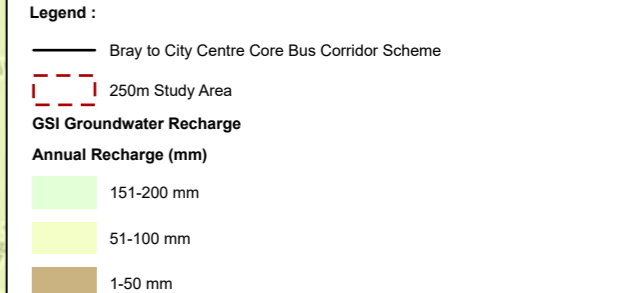 Legend :
Bray to City Centre Core Bus Corridor Scheme
250m Study Area
GSI Groundwater Recharge
Annual Recharge (mm)
151-200 mm
51-100 mm
1-50 mm